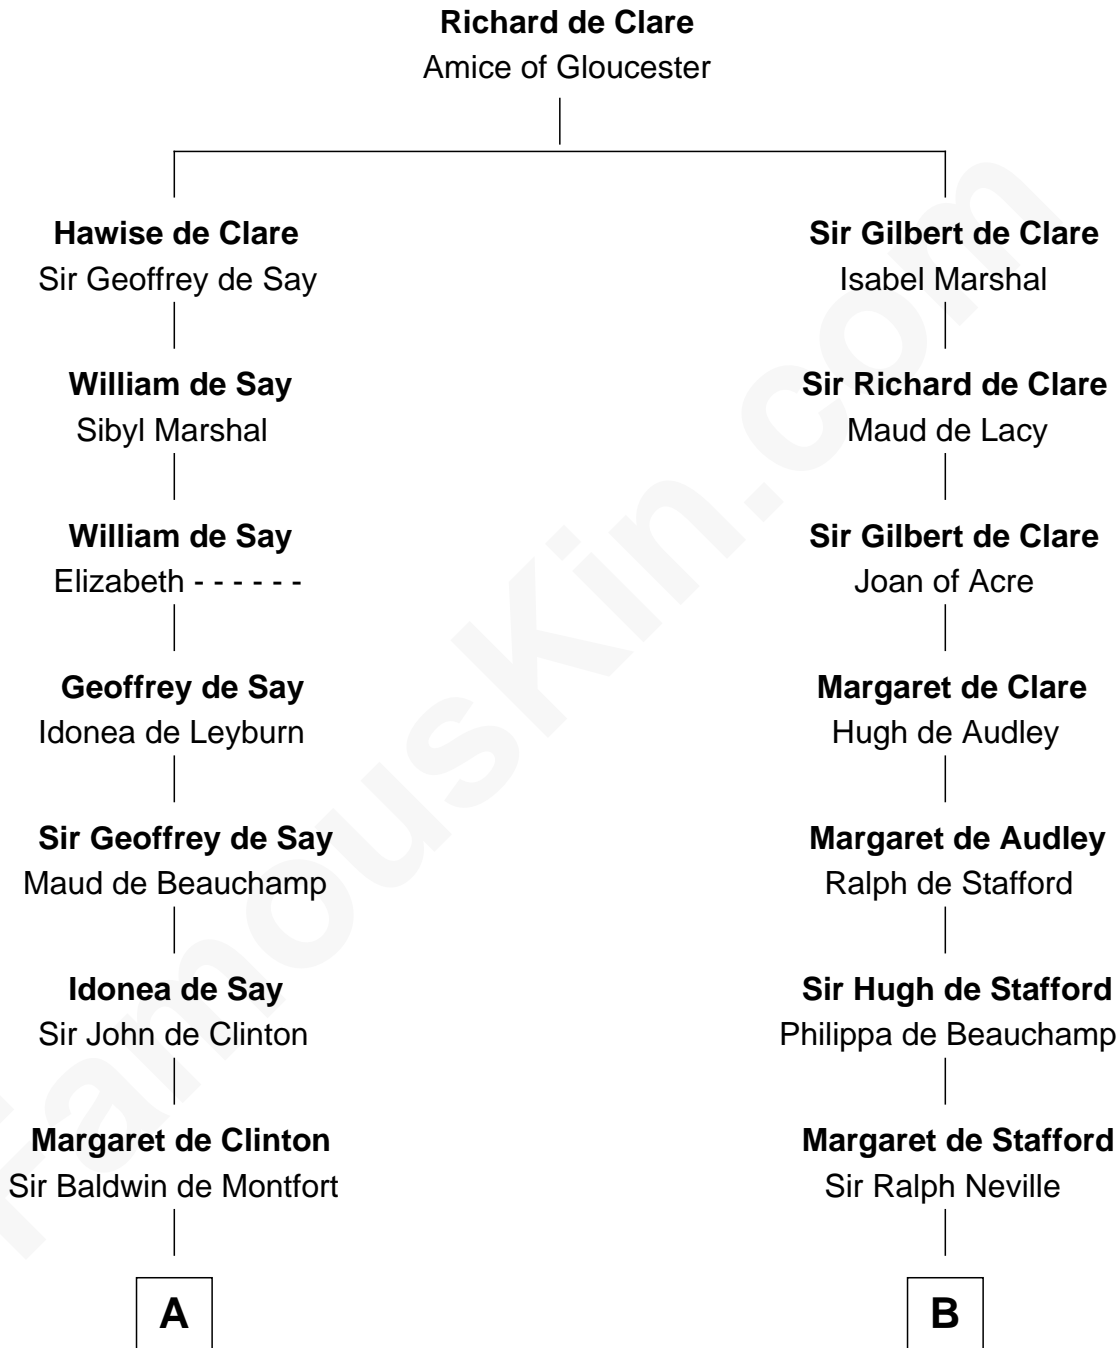 Richard de Clare
Amice of Gloucester
Hawise de Clare
Sir Geoffrey de Say
William de Say
Sibyl Marshal
William de Say
Elizabeth - - - - - -
Geoffrey de Say
Idonea de Leyburn
Sir Geoffrey de Say
Maud de Beauchamp
Idonea de Say
Sir John de Clinton
Margaret de Clinton
Sir Baldwin de Montfort
A
Sir Gilbert de Clare
Isabel Marshal
Sir Richard de Clare
Maud de Lacy
Sir Gilbert de Clare
Joan of Acre
Margaret de Clare
Hugh de Audley
Margaret de Audley
Ralph de Stafford
Sir Hugh de Stafford
Philippa de Beauchamp
Margaret de Stafford
Sir Ralph Neville
B
FamousKin.com